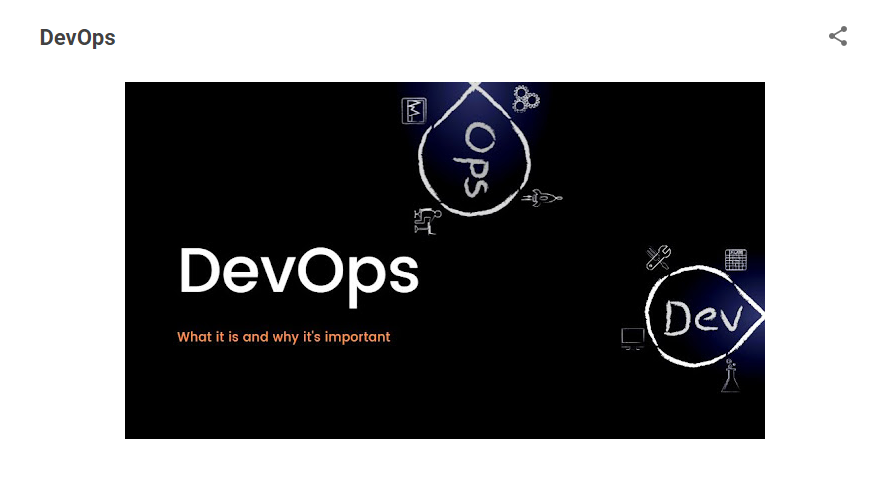 DevOps
Ops
DevOps
Dev
What it is and why it's important